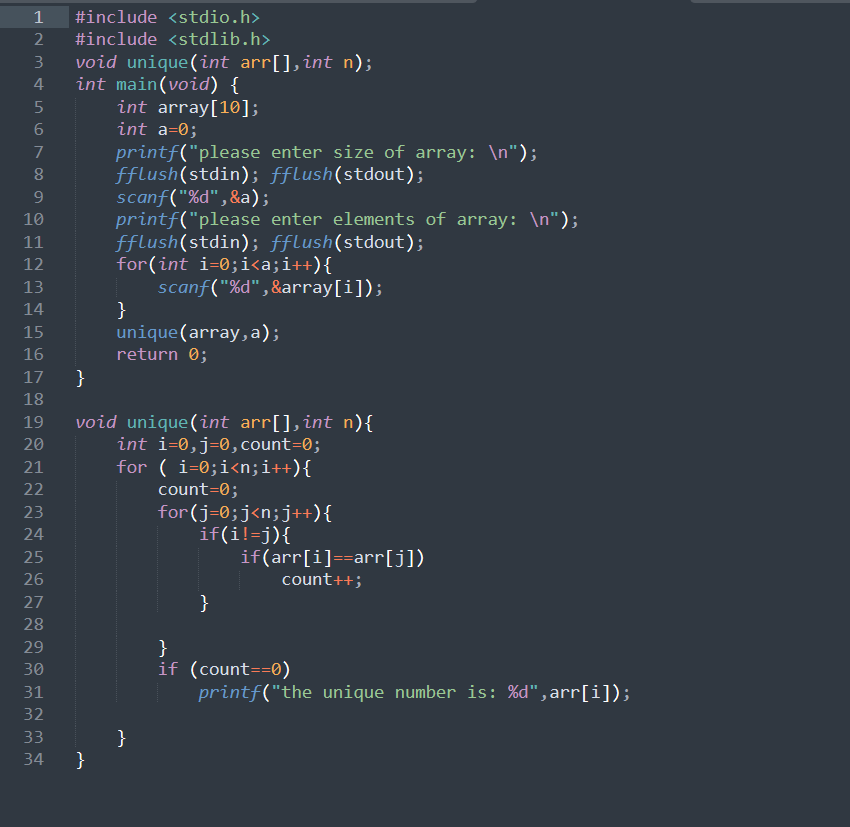 1 #include <stdio.h>
2 #include <stdlib.h>
3 void unique(int arr[],int n);
4 int main(void) {
5     int array[10];
6     int a=0;
7     printf("please enter size of array: \n");
8     fflush(stdin); fflush(stdout);
9     scanf("%d",&a);
10     printf("please enter elements of array: \n");
11     fflush(stdin); fflush(stdout);
12     for(int i=0;i<a;i++){
13         scanf("%d",&array[i]);
14     }
15     unique(array,a);
16     return 0;
17 }
18
19 void unique(int arr[],int n){
20     int i=0,j=0,count=0;
21     for ( i=0;i<n;i++){
22         count=0;
23         for(j=0;j<n;j++){
24             if(i!=j){
25                 if(arr[i]==arr[j])
26                     count++;
27             }
28
29         }
30         if (count==0)
31             printf("the unique number is: %d",arr[i]);
32
33     }
34 }